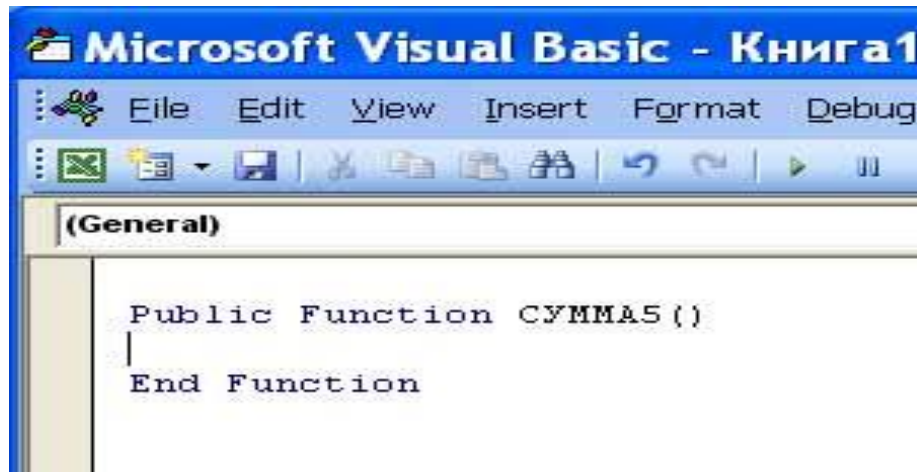 Microsoft Visual Basic - Книга1
File Edit View Insert Format Debug
(General)
Public Function СУММА5()
End Function